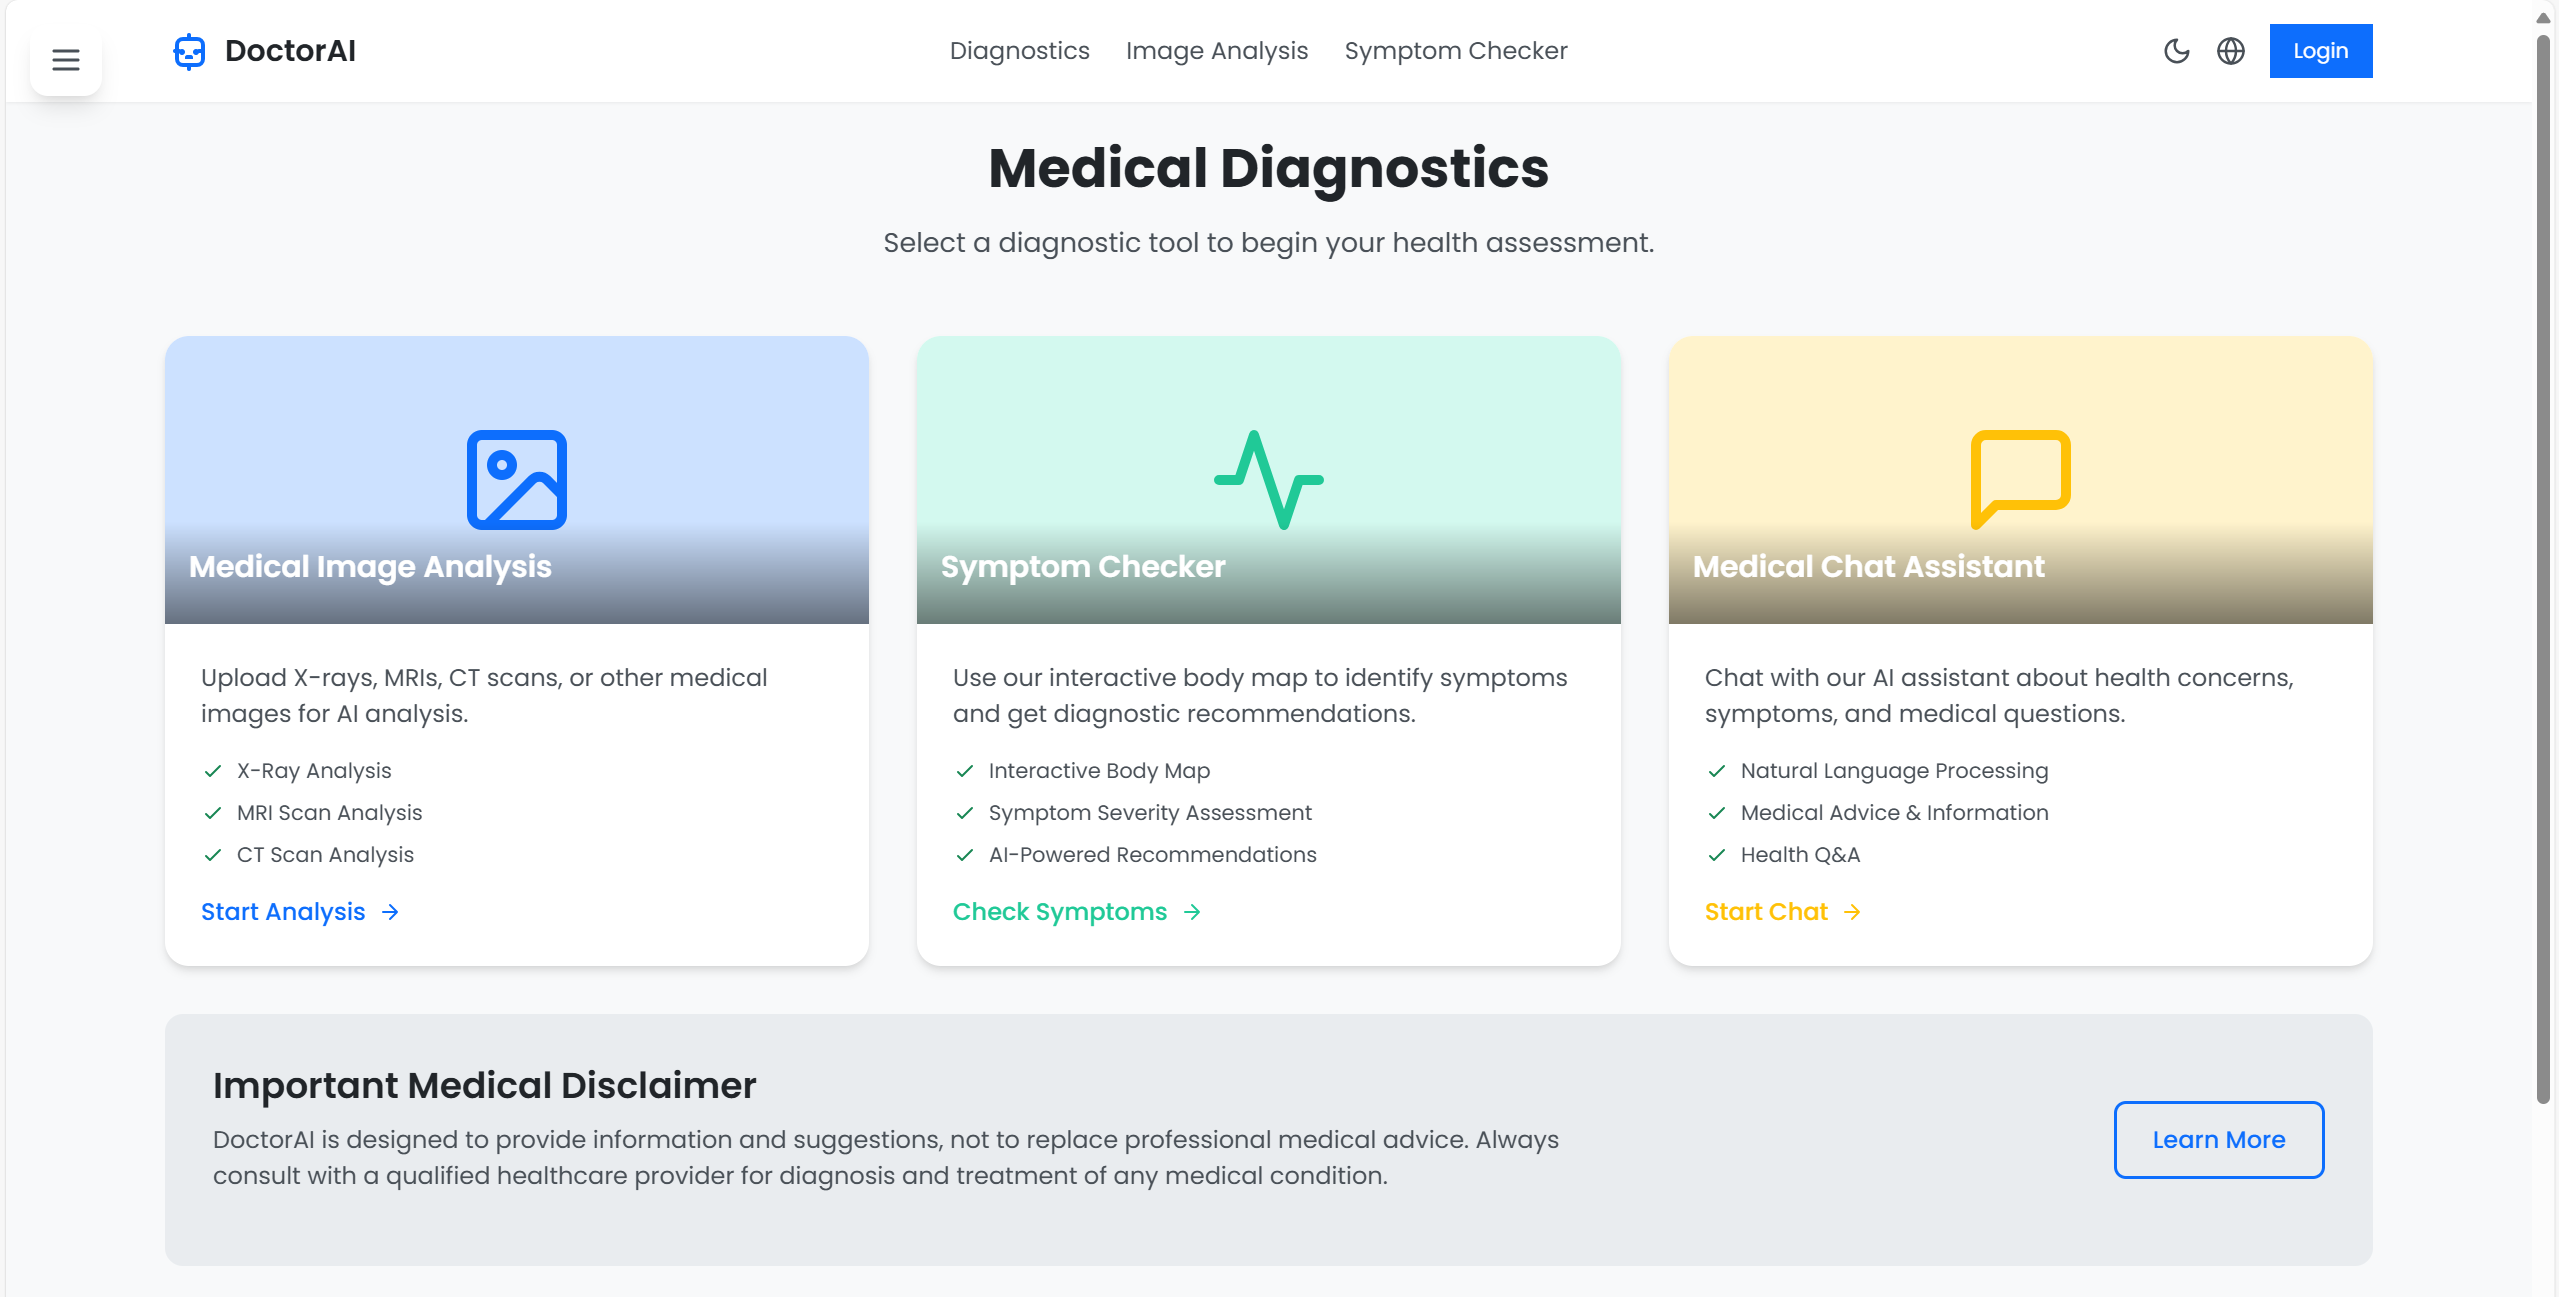 DoctorAI
Diagnostics
Image Analysis
Symptom Checker
Login
Medical Diagnostics
Select a diagnostic tool to begin your health assessment.
Medical Image Analysis
Upload X-rays, MRIs, CT scans, or other medical
images for AI analysis.
X-Ray Analysis
MRI Scan Analysis
CT Scan Analysis
Start Analysis
Symptom Checker
Use our interactive body map to identify symptoms
and get diagnostic recommendations.
Interactive Body Map
Symptom Severity Assessment
AI-Powered Recommendations
Check Symptoms
Medical Chat Assistant
Chat with our AI assistant about health concerns,
symptoms, and medical questions.
Natural Language Processing
Medical Advice & Information
Health Q&A
Start Chat
Important Medical Disclaimer
DoctorAI is designed to provide information and suggestions, not to replace professional medical advice. Always
consult with a qualified healthcare provider for diagnosis and treatment of any medical condition.
Learn More